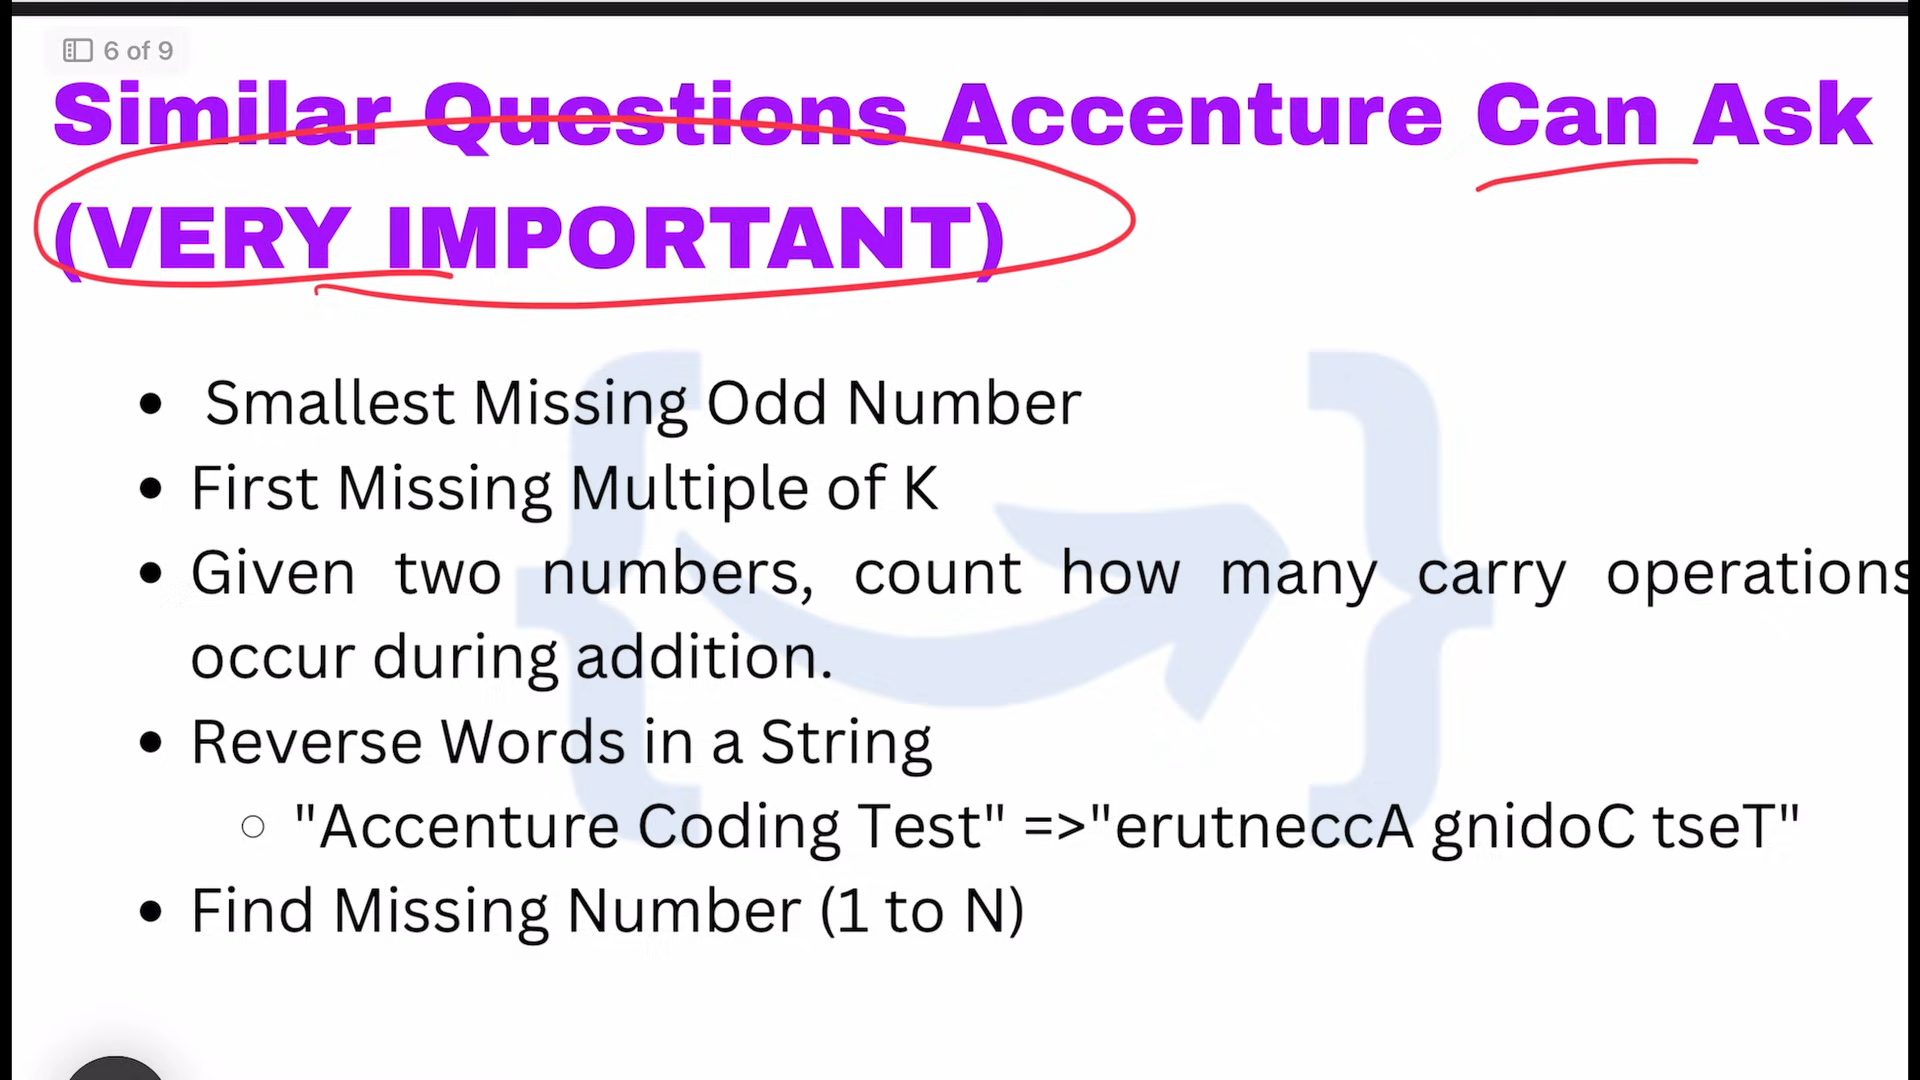 6 of 9
Similar Questions Accenture Can Ask
(VERY IMPORTANT)
• Smallest Missing Odd Number
• First Missing Multiple of K
• Given two numbers, count how many carry operations
occur during addition.
• Reverse Words in a String
○ "Accenture Coding Test" =>"erutneccA gnidoC tseT"
• Find Missing Number (1 to N)